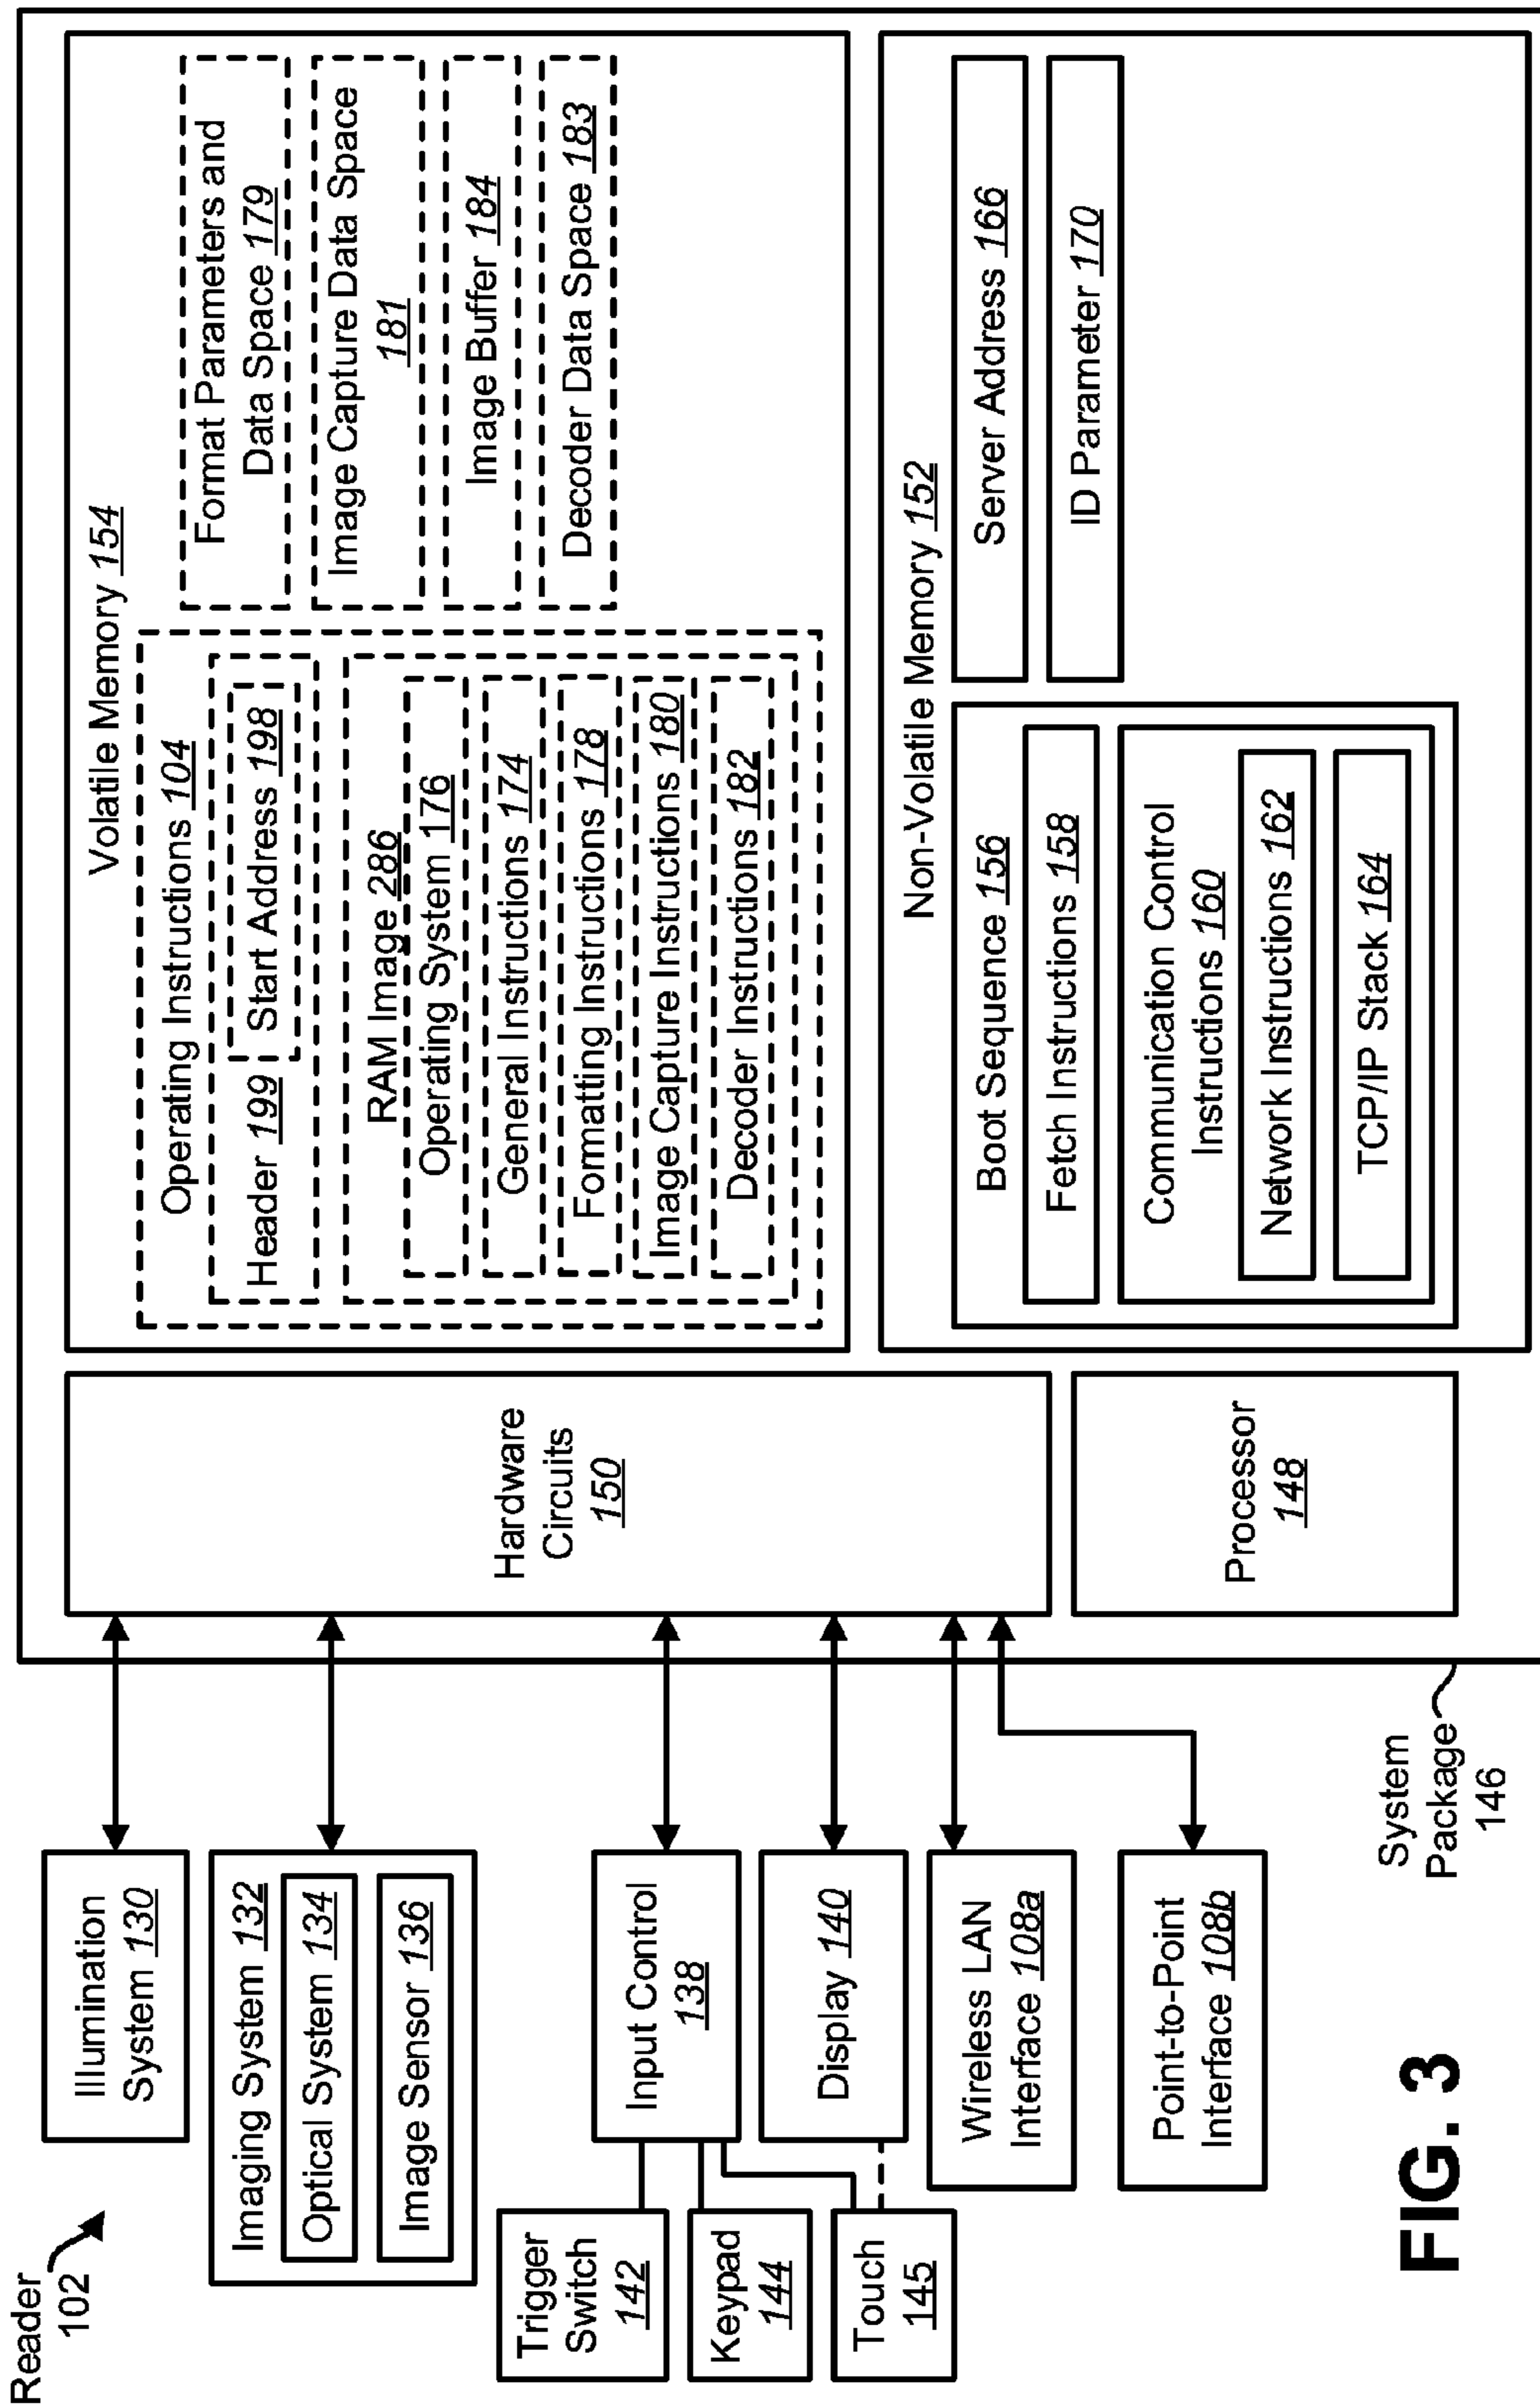 Reader
102
Illumination
System 130
Imaging System 132
Optical System 134
Image Sensor 136
Trigger
Switch
142
Keypad
144
Touch
145
Input Control
138
Display 140
Wireless LAN
Interface 108a
Point-to-Point
Interface 108b
System
Package
146
Hardware
Circuits
150
Processor
148
Volatile Memory 154
Operating Instructions 104
Header 199
Start Address 198
RAM Image 286
Operating System 176
General Instructions 174
Formatting Instructions 178
Image Capture Instructions 180
Decoder Instructions 182
Format Parameters and
Data Space 179
Image Capture Data Space
181
Image Buffer 184
Decoder Data Space 183
Non-Volatile Memory 152
Boot Sequence 156
Fetch Instructions 158
Communication Control
Instructions 160
Network Instructions 162
TCP/IP Stack 164
Server Address 166
ID Parameter 170
FIG. 3